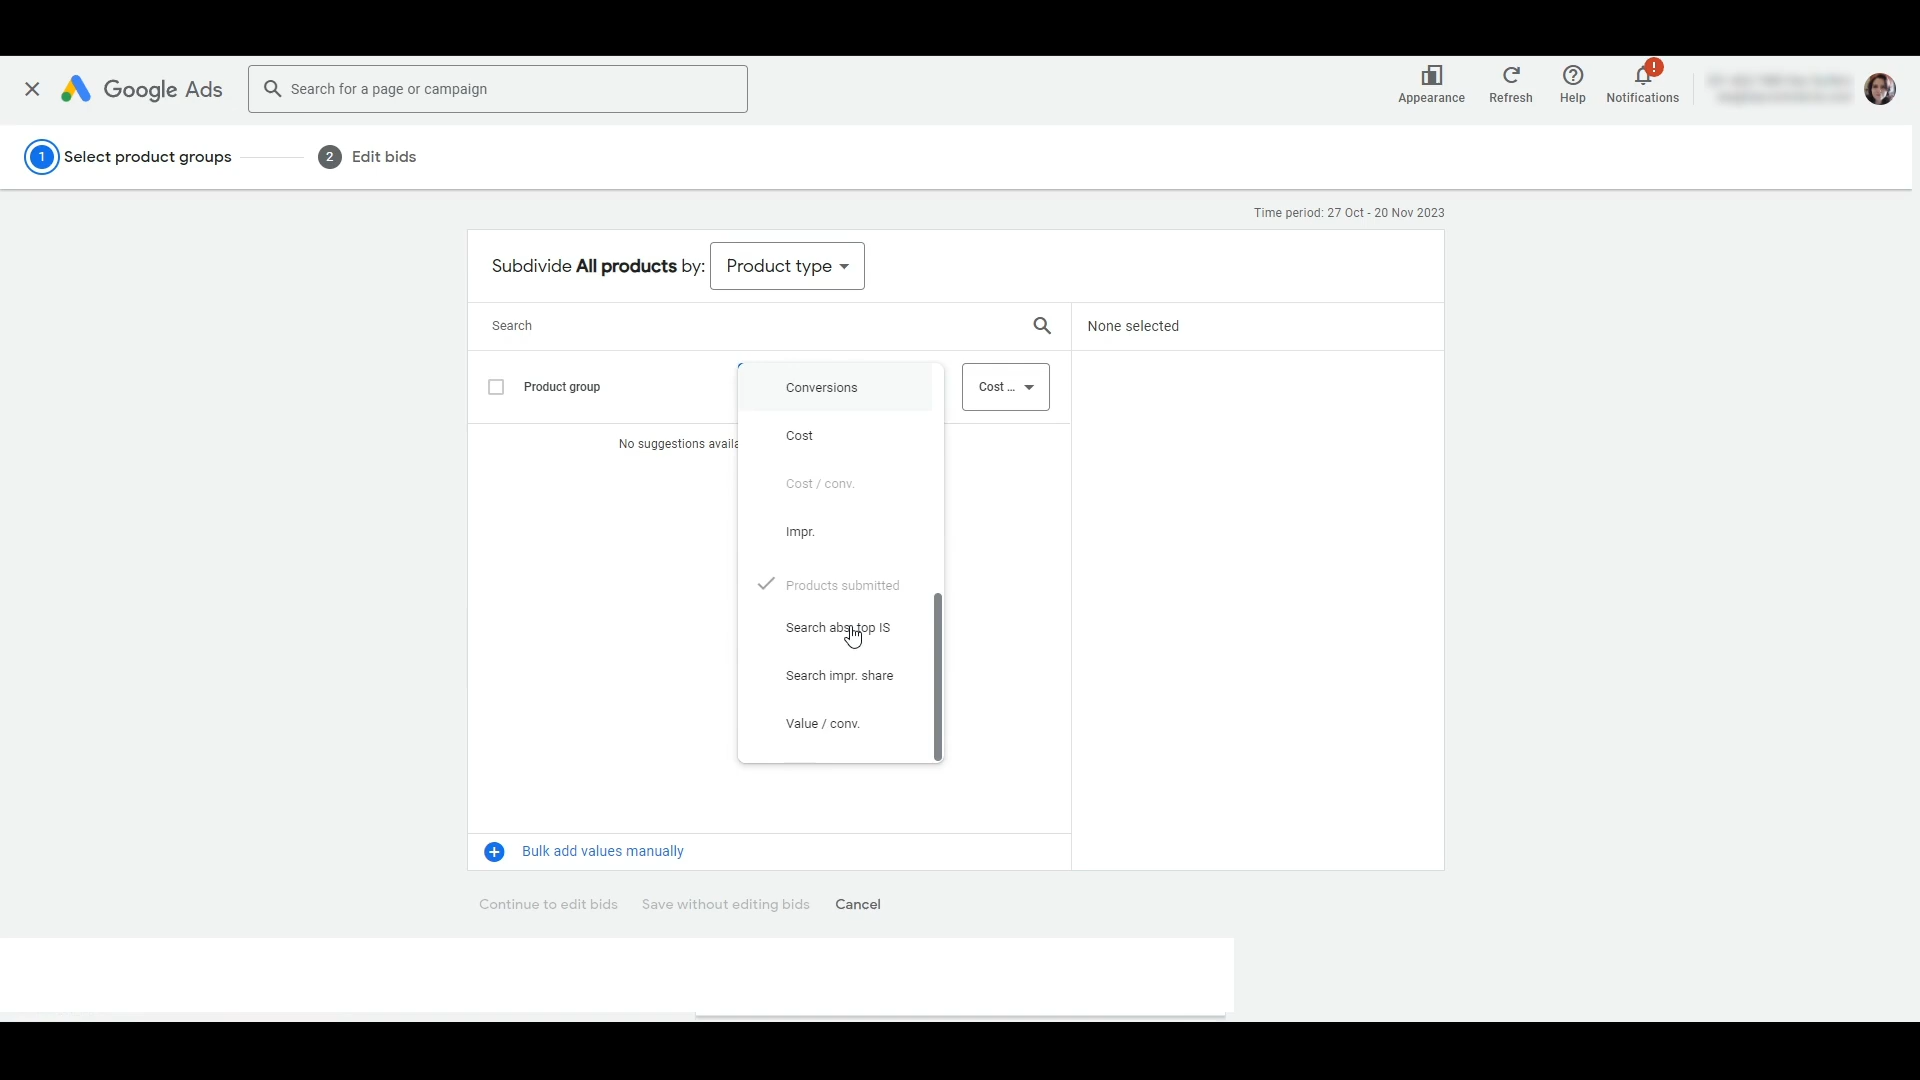 Google Ads
Search for a page or campaign
Appearance
Refresh
Help
!
Notifications
1 Select product groups
2 Edit bids
Time period: 27 Oct - 20 Nov 2023
Subdivide All products by: Product type
Search
None selected
Product group
Cost ...
No suggestions availa
Conversions
Cost
Cost / conv.
Impr.
Products submitted
Search abs. top IS
Search impr. share
Value / conv.
Bulk add values manually
Continue to edit bids
Save without editing bids
Cancel